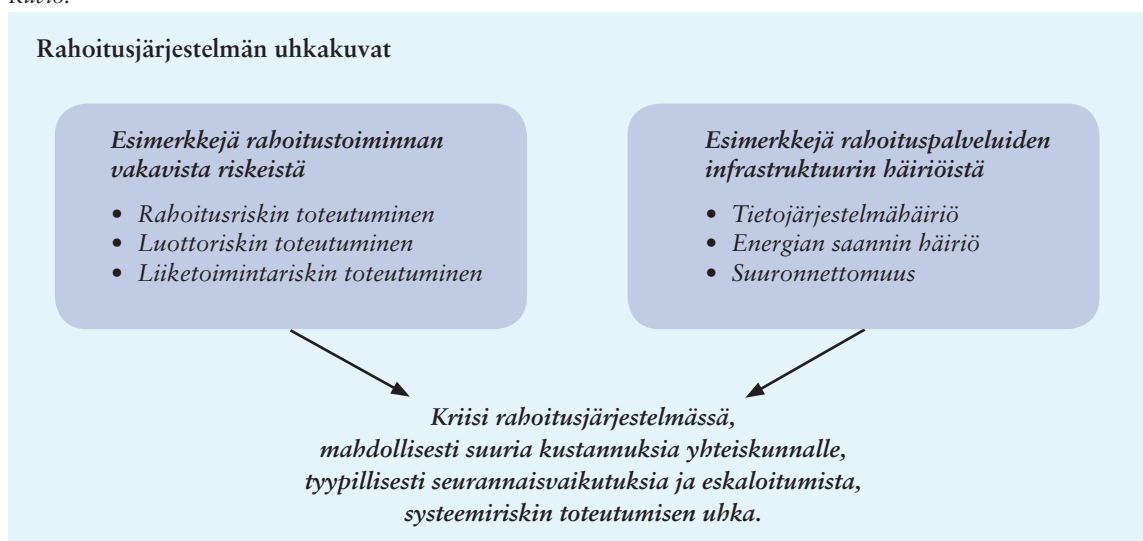 Kuvio.
Rahoitusjärjestelmän uhkakuvat
Esimerkkejä rahoitustoiminnan
vakavista riskeistä
• Rahoitusriskin toteutuminen
• Luottoriskin toteutuminen
• Liiketoimintariskin toteutuminen
Esimerkkejä rahoituspalveluiden
infrastruktuurin häiriöistä
• Tietojärjestelmähäiriö
• Energian saannin häiriö
• Suuronnettomuus
Kriisi rahoitusjärjestelmässä,
mahdollisesti suuria kustannuksia yhteiskunnalle,
tyypillisesti seurannaisvaikutuksia ja eskaloitumista,
systeemiriskin toteutumisen uhka.